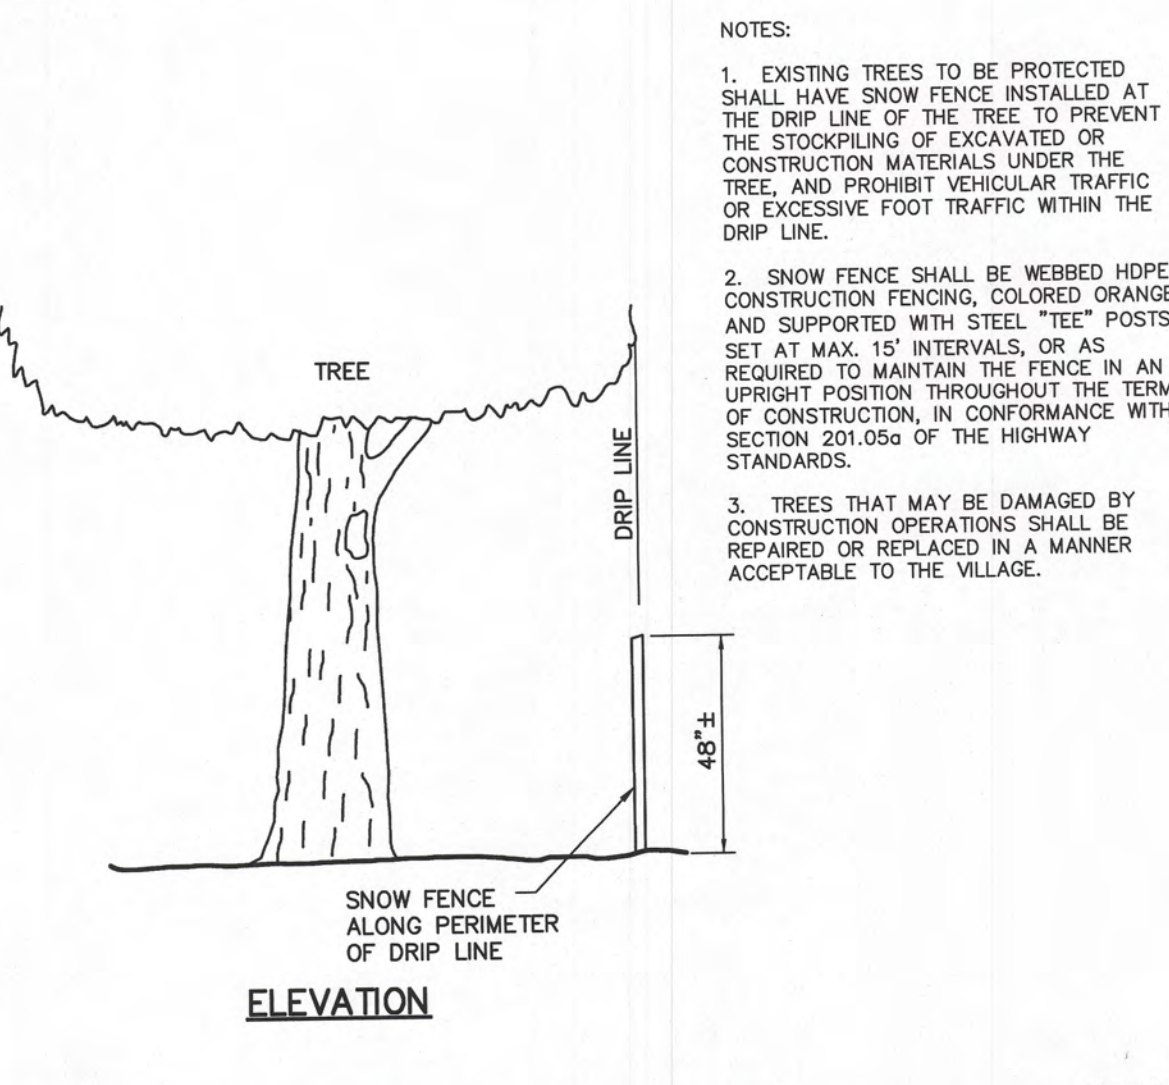 NOTES:
1. EXISTING TREES TO BE PROTECTED
SHALL HAVE SNOW FENCE INSTALLED AT
THE DRIP LINE OF THE TREE TO PREVENT
THE STOCKPILING OF EXCAVATED OR
CONSTRUCTION MATERIALS UNDER THE
TREE, AND PROHIBIT VEHICULAR TRAFFIC
OR EXCESSIVE FOOT TRAFFIC WITHIN THE
DRIP LINE.
2. SNOW FENCE SHALL BE WEBBED HDPE
CONSTRUCTION FENCING, COLORED ORANGE
AND SUPPORTED WITH STEEL "TEE" POSTS
SET AT MAX. 15' INTERVALS, OR AS
REQUIRED TO MAINTAIN THE FENCE IN AN
UPRIGHT POSITION THROUGHOUT THE TERM
OF CONSTRUCTION, IN CONFORMANCE WITH
SECTION 201.05a OF THE HIGHWAY
STANDARDS.
3. TREES THAT MAY BE DAMAGED BY
CONSTRUCTION OPERATIONS SHALL BE
REPAIRED OR REPLACED IN A MANNER
ACCEPTABLE TO THE VILLAGE.
TREE
DRIP LINE
48"±
SNOW FENCE
ALONG PERIMETER
OF DRIP LINE
ELEVATION